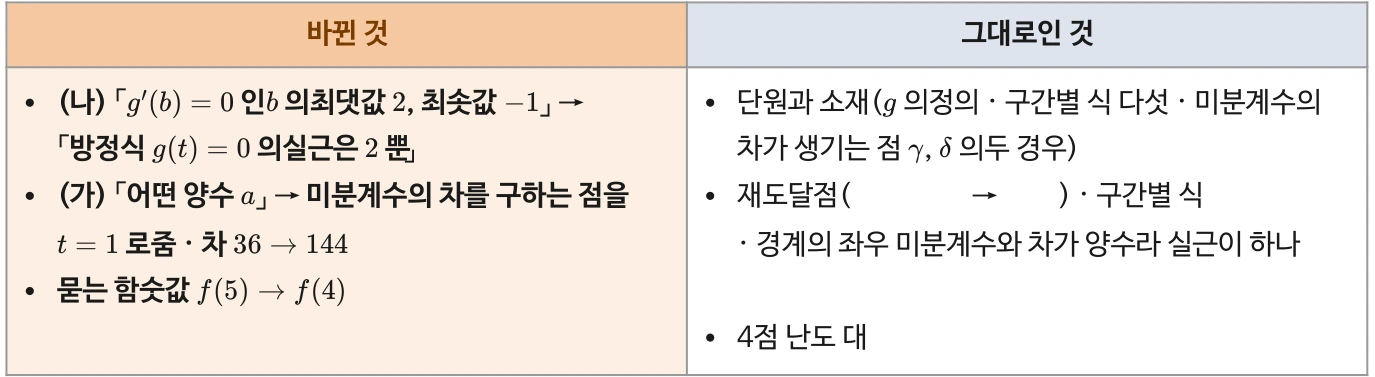 바뀐 것
• (나) 「g′(b) = 0 인b 의최댓값 2, 최솟값 −1」→
「방정식 g(t) = 0 의실근은 2 뿐」
• (가) 「어떤 양수 a」→ 미분계수의 차를 구하는 점을
t = 1 로줌 · 차 36 → 144
• 묻는 함숫값 f(5) → f(4)
그대로인 것
• 단원과 소재(g 의정의 · 구간별 식 다섯 · 미분계수의
차가 생기는 점 γ, δ 의두 경우)
• 재도달점( → ) · 구간별 식
· 경계의 좌우 미분계수와 차가 양수라 실근이 하나
• 4점 난도 대